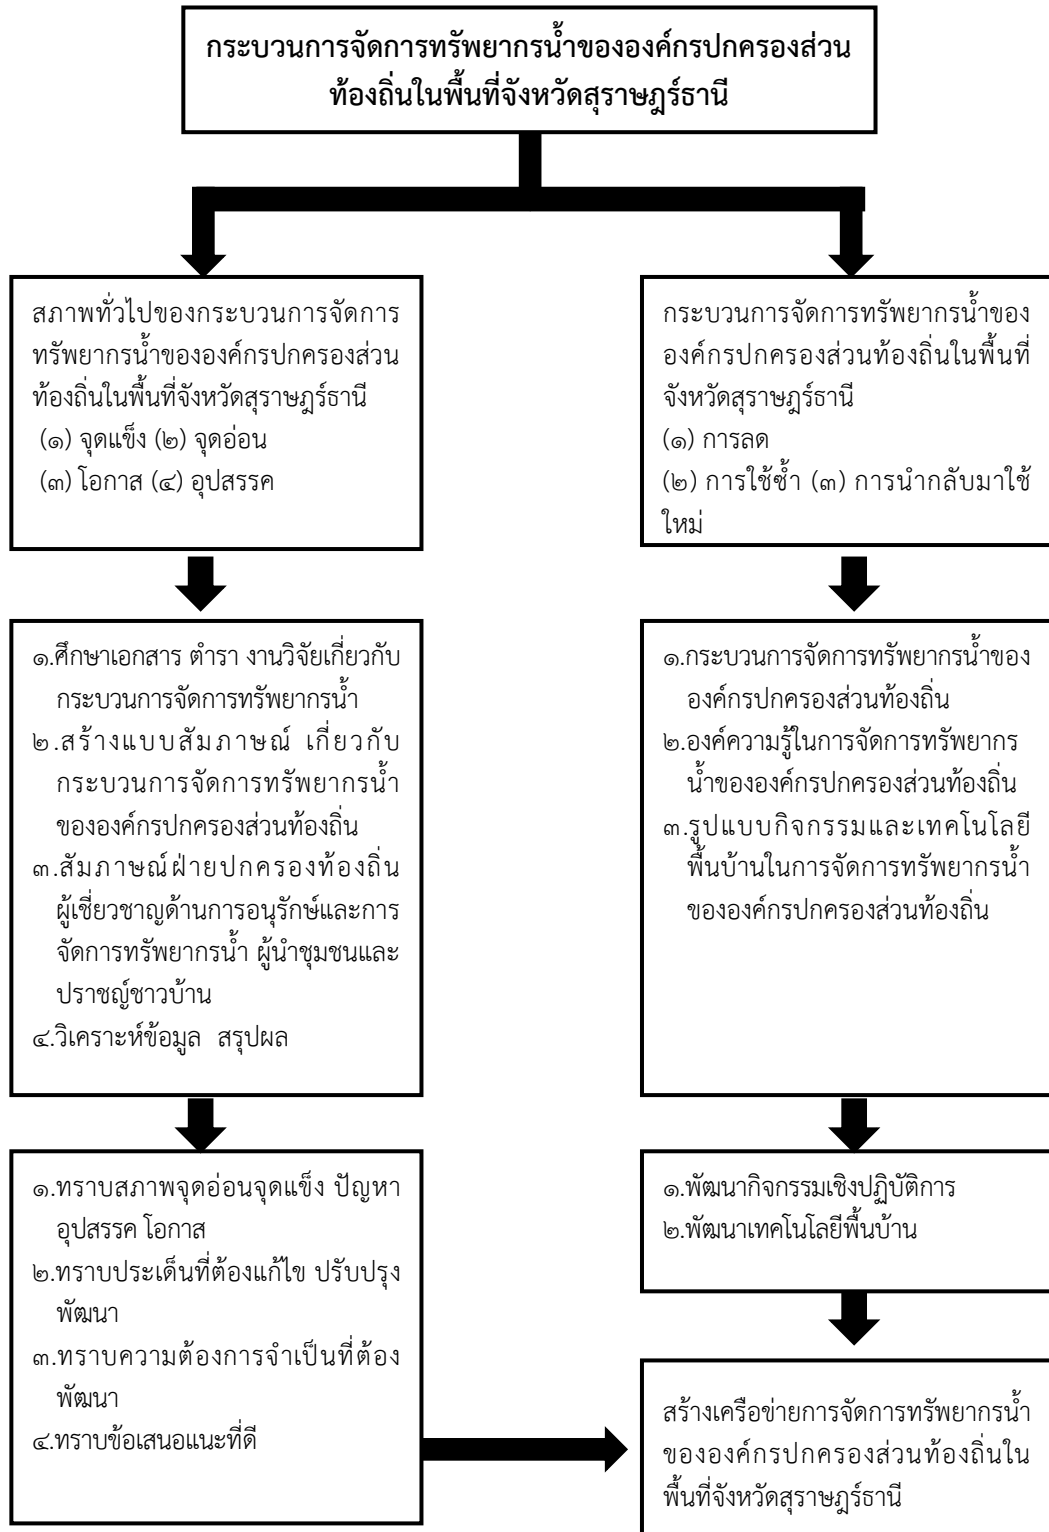 กระบวนการจัดการทรัพยากรน้ำขององค์กรปกครองส่วน
ท้องถิ่นในพื้นที่จังหวัดสุราษฎร์ธานี
สภาพทั่วไปของกระบวนการจัดการ
ทรัพยากรน้ำขององค์กรปกครองส่วน
ท้องถิ่นในพื้นที่จังหวัดสุราษฎร์ธานี
(๑) จุดแข็ง (๒) จุดอ่อน
(๓) โอกาส (๔) อุปสรรค
กระบวนการจัดการทรัพยากรน้ำของ
องค์กรปกครองส่วนท้องถิ่นในพื้นที่
จังหวัดสุราษฎร์ธานี
(๑) การลด
(๒) การใช้ซ้ำ (๓) การนำกลับมาใช้
ใหม่
๑.ศึกษาเอกสาร ตำรา งานวิจัยเกี่ยวกับ
กระบวนการจัดการทรัพยากรน้ำ
๒.สร้างแบบสัมภาษณ์ เกี่ยวกับ
กระบวนการจัดการทรัพยากรน้ำ
ขององค์กรปกครองส่วนท้องถิ่น
๓.สัมภาษณ์ฝ่ายปกครองท้องถิ่น
ผู้เชี่ยวชาญด้านการอนุรักษ์และการ
จัดการทรัพยากรน้ำ ผู้นำชุมชนและ
ปราชญ์ชาวบ้าน
๔.วิเคราะห์ข้อมูล สรุปผล
๑.กระบวนการจัดการทรัพยากรน้ำของ
องค์กรปกครองส่วนท้องถิ่น
๒.องค์ความรู้ในการจัดการทรัพยากร
น้ำขององค์กรปกครองส่วนท้องถิ่น
๓.รูปแบบกิจกรรมและเทคโนโลยี
พื้นบ้านในการจัดการทรัพยากรน้ำ
ขององค์กรปกครองส่วนท้องถิ่น
๑.ทราบสภาพจุดอ่อนจุดแข็ง ปัญหา
อุปสรรค โอกาส
๒.ทราบประเด็นที่ต้องแก้ไข ปรับปรุง
พัฒนา
๓.ทราบความต้องการจำเป็นที่ต้อง
พัฒนา
๔.ทราบข้อเสนอแนะที่ดี
๑.พัฒนากิจกรรมเชิงปฏิบัติการ
๒.พัฒนาเทคโนโลยีพื้นบ้าน
สร้างเครือข่ายการจัดการทรัพยากรน้ำ
ขององค์กรปกครองส่วนท้องถิ่นใน
พื้นที่จังหวัดสุราษฎร์ธานี